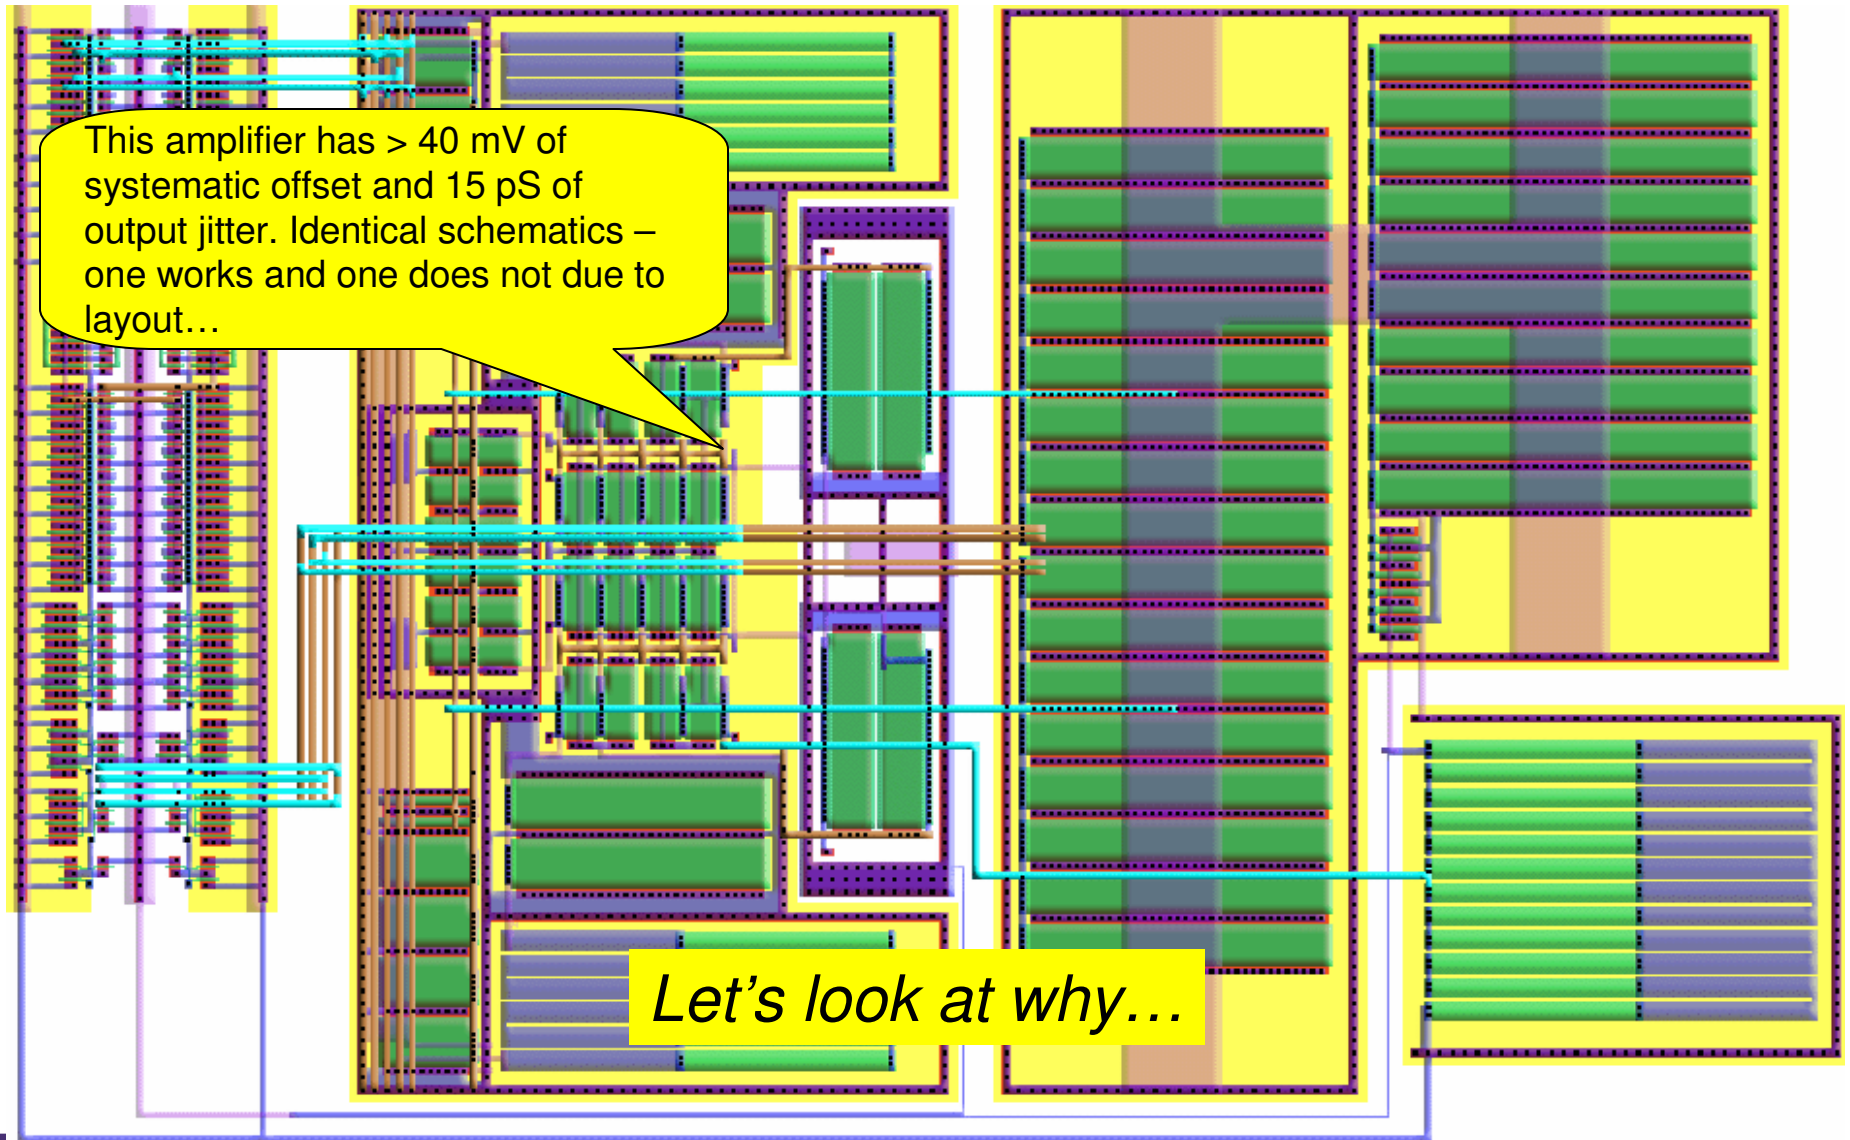 This amplifier has > 40 mV of
systematic offset and 15 pS of
output jitter. Identical schematics –
one works and one does not due to
layout…
Let's look at why…